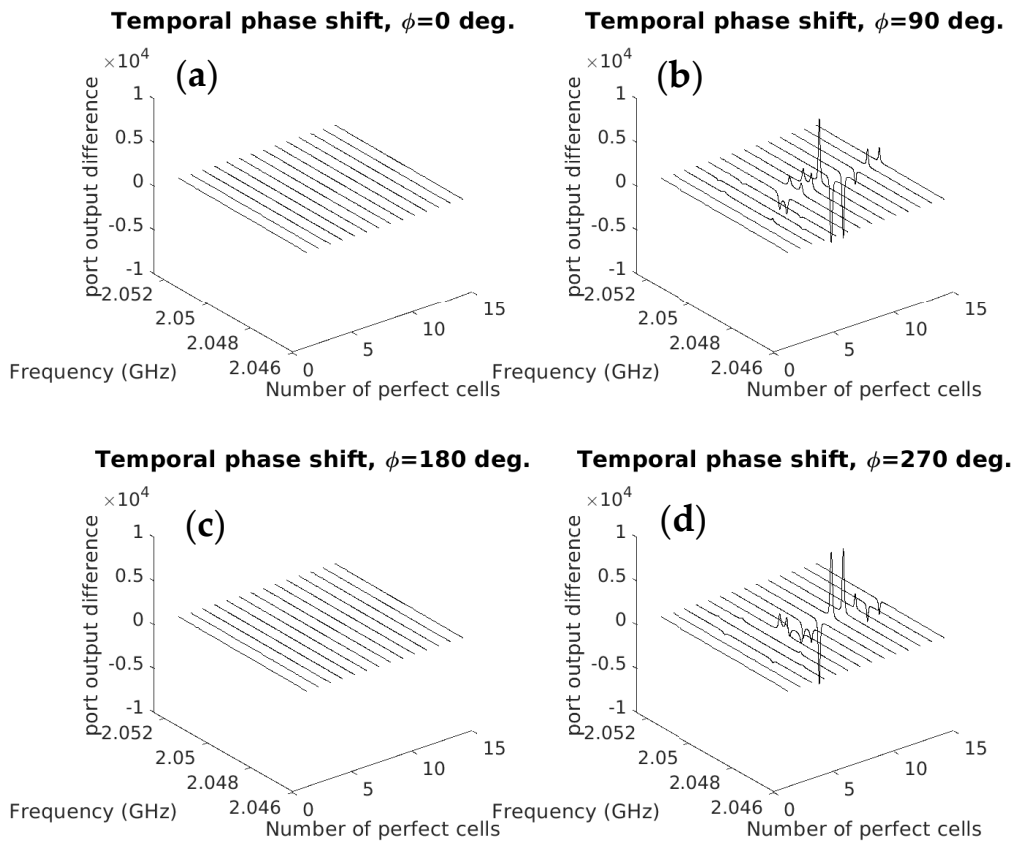 Temporal phase shift, ϕ=0 deg.
×10⁴
(a)
port output difference
1
0.5
0
-0.5
-1
2.052
2.05
2.048
2.046
Frequency (GHz)
0
5
10
15
Number of perfect cells
Temporal phase shift, ϕ=90 deg.
×10⁴
(b)
port output difference
1
0.5
0
-0.5
-1
2.052
2.05
2.048
2.046
Frequency (GHz)
0
5
10
15
Number of perfect cells
Temporal phase shift, ϕ=180 deg.
×10⁴
(c)
port output difference
1
0.5
0
-0.5
-1
2.052
2.05
2.048
2.046
Frequency (GHz)
0
5
10
15
Number of perfect cells
Temporal phase shift, ϕ=270 deg.
×10⁴
(d)
port output difference
1
0.5
0
-0.5
-1
2.052
2.05
2.048
2.046
Frequency (GHz)
0
5
10
15
Number of perfect cells